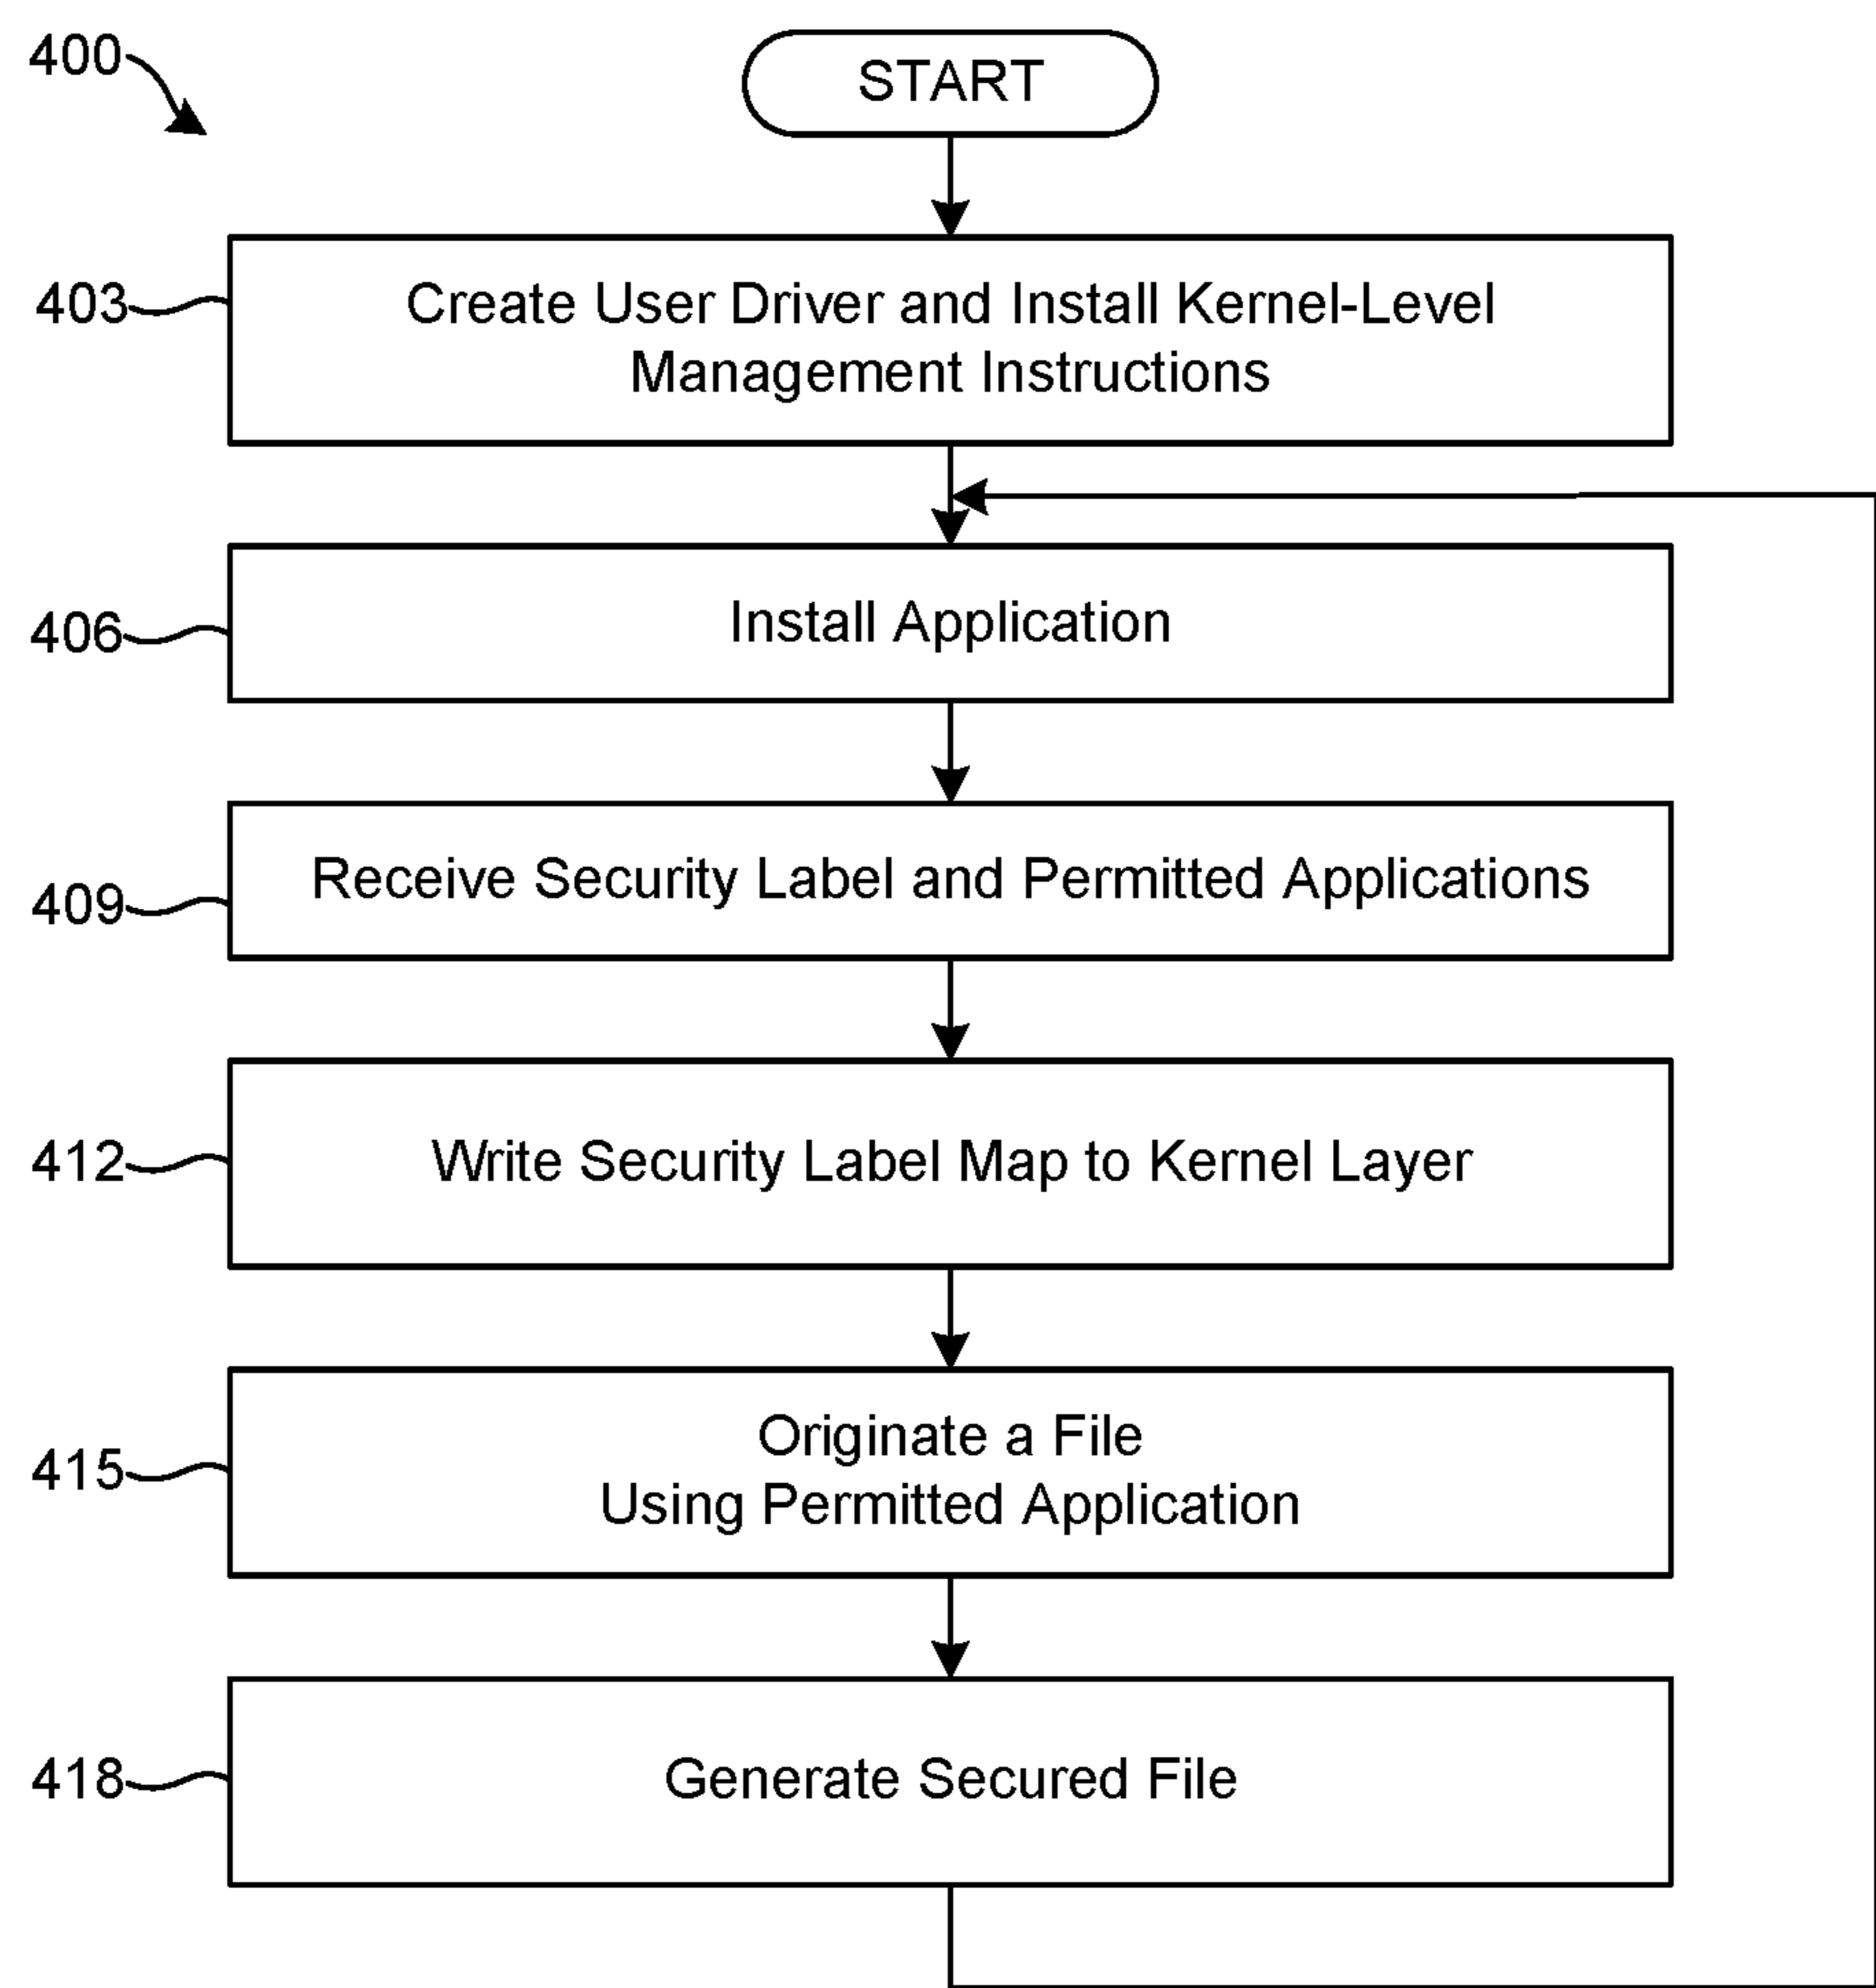 400
START
403
Create User Driver and Install Kernel-Level
Management Instructions
406
Install Application
409
Receive Security Label and Permitted Applications
412
Write Security Label Map to Kernel Layer
415
Originate a File
Using Permitted Application
418
Generate Secured File